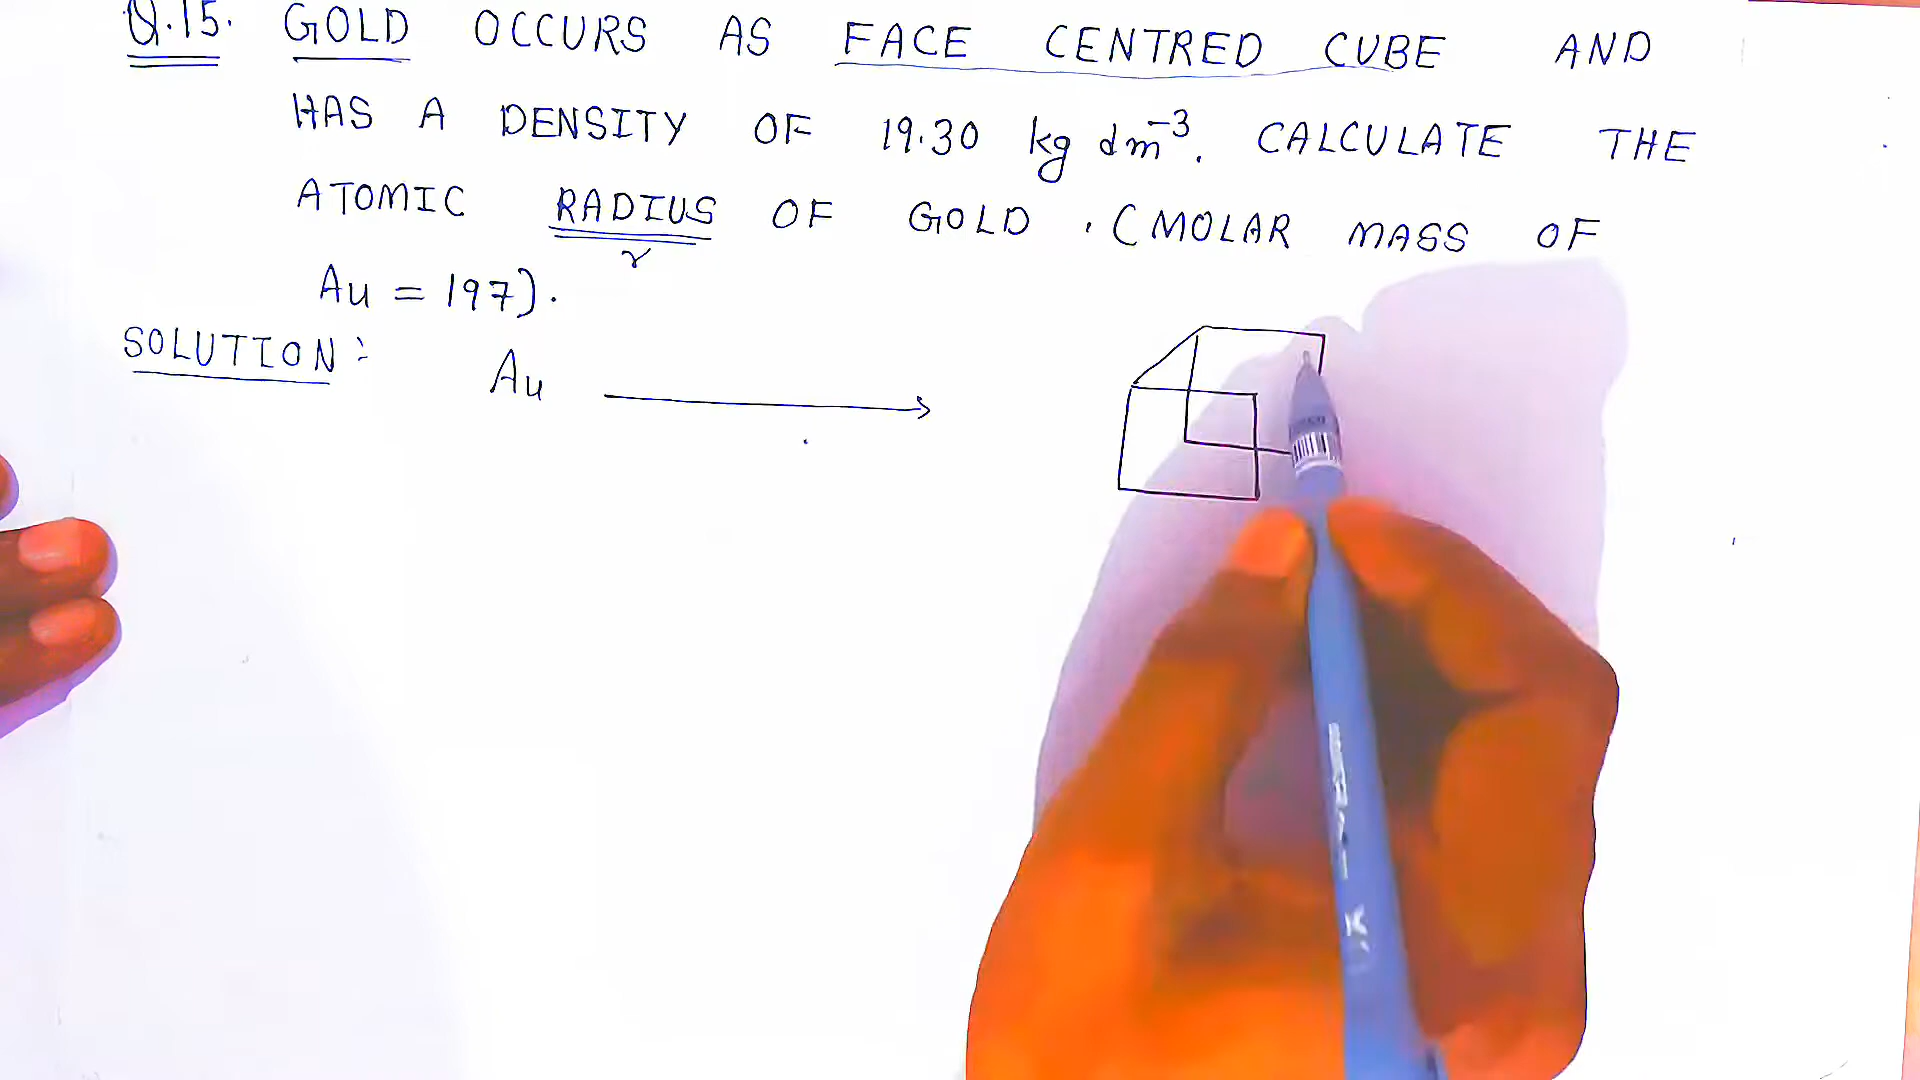 Q.15. GOLD OCCURS AS FACE CENTRED CUBE AND
HAS A DENSITY OF 19.30 kg dm⁻³. CALCULATE THE
ATOMIC RADIUS OF GOLD . (MOLAR MASS OF
r
Au = 197).
SOLUTION:
Au